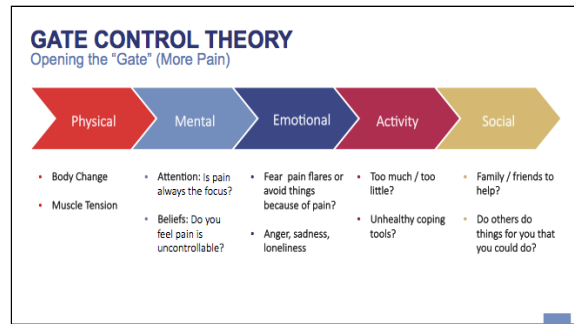 GATE CONTROL THEORY
Opening the “Gate” (More Pain)
Physical
Mental
Emotional
Activity
Social
• Body Change
• Muscle Tension
• Attention: Is pain
always the focus?
• Beliefs: Do you
feel pain is
uncontrollable?
• Fear pain flares or
avoid things
because of pain?
• Anger, sadness,
loneliness
• Too much / too
little?
• Unhealthy coping
tools?
• Family / friends to
help?
• Do others do
things for you that
you could do?